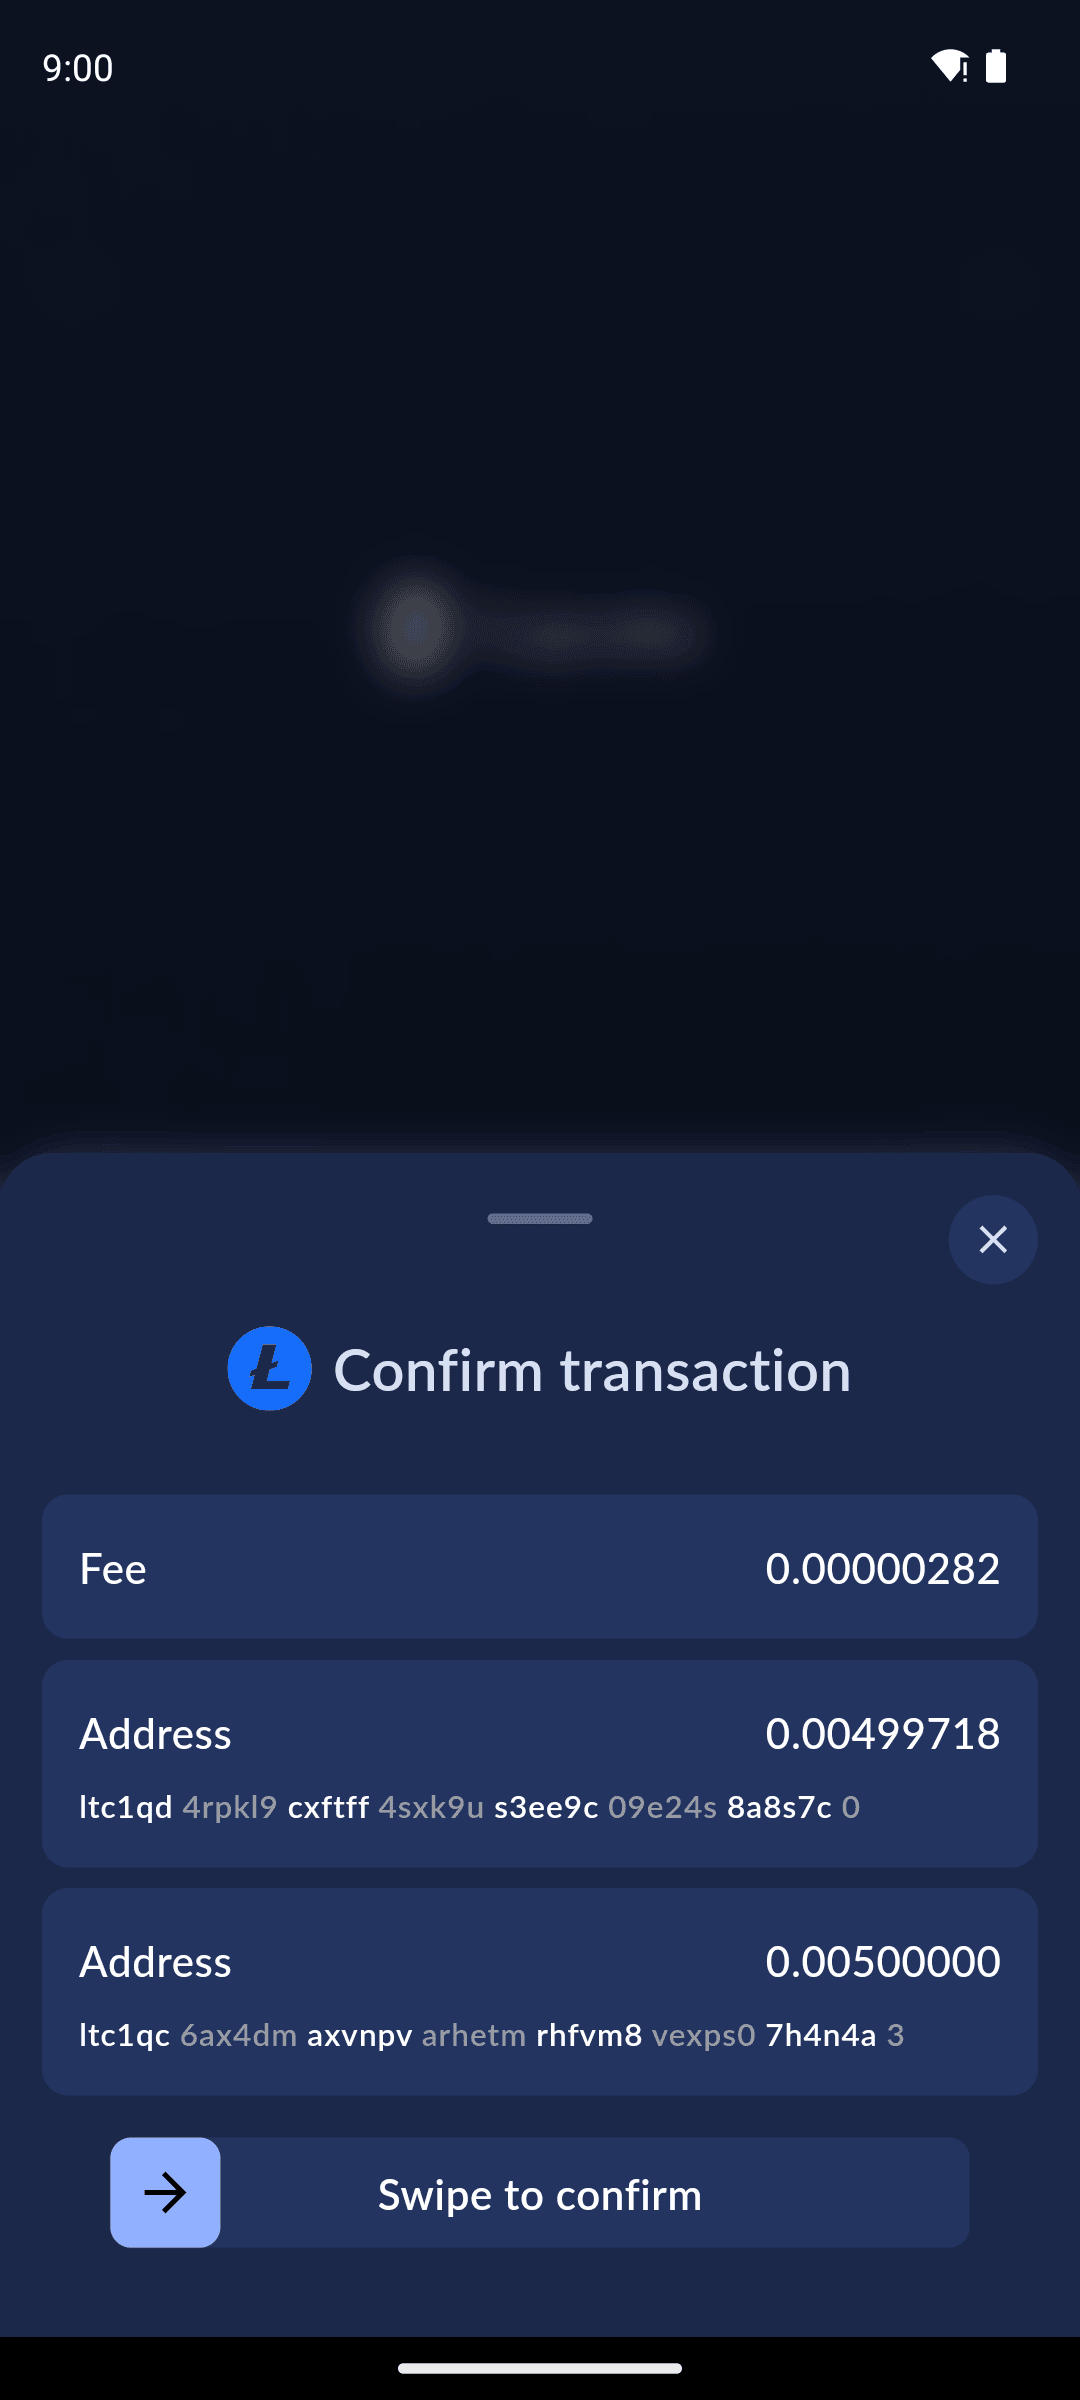 9:00
Confirm transaction
Fee 0.00000282
Address 0.00499718
ltc1qd 4rpkl9 cxftff 4sxk9u s3ee9c 09e24s 8a8s7c 0
Address 0.00500000
ltc1qc 6ax4dm axvnpv arhetm rhfvm8 vexps0 7h4n4a 3
Swipe to confirm